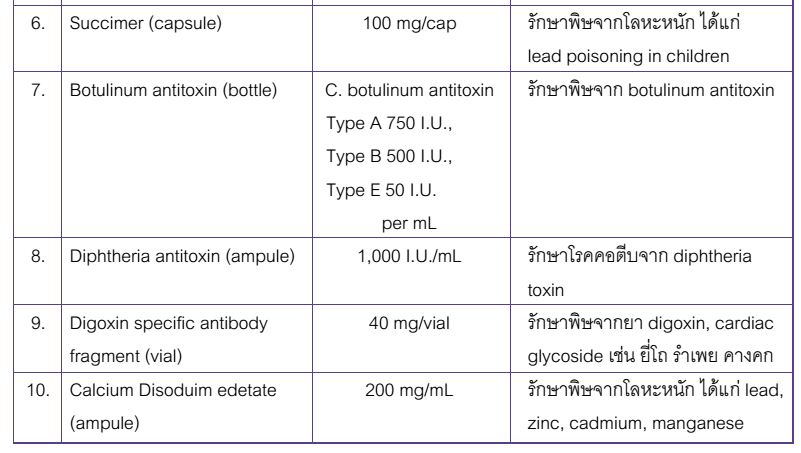 6. Succimer (capsule) 100 mg/cap รักษาพิษจากโลหะหนัก ได้แก่
lead poisoning in children
7. Botulinum antitoxin (bottle) C. botulinum antitoxin รักษาพิษจาก botulinum antitoxin
Type A 750 I.U.,
Type B 500 I.U.,
Type E 50 I.U.
per mL
8. Diphtheria antitoxin (ampule) 1,000 I.U./mL รักษาโรคคอตีบจาก diphtheria
toxin
9. Digoxin specific antibody 40 mg/vial รักษาพิษจากยา digoxin, cardiac
fragment (vial) glycoside เช่น ยี่โถ รำเพย คางคก
10. Calcium Disoduim edetate 200 mg/mL รักษาพิษจากโลหะหนัก ได้แก่ lead,
(ampule) zinc, cadmium, manganese